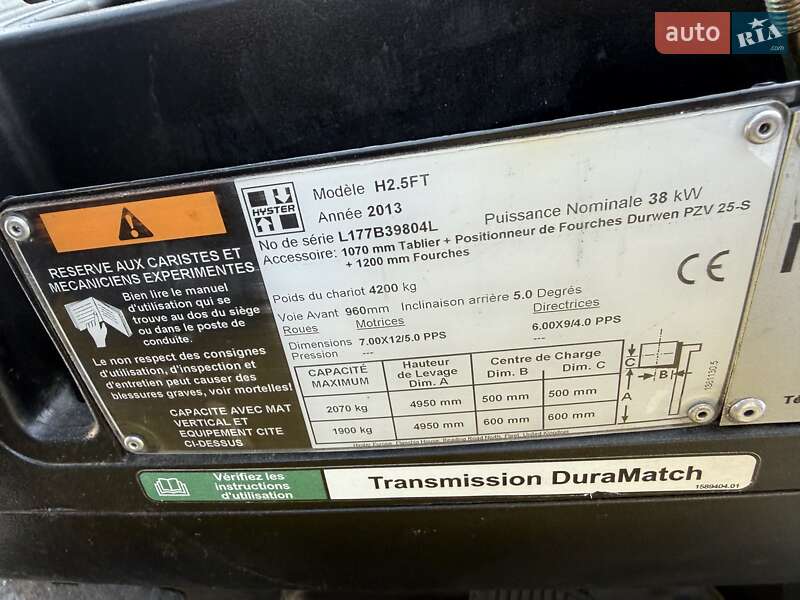 auto RIA .com
HYSTER
Modèle H2.5FT
Année 2013
Puissance Nominale 38 kW
No de série L177B39804L
Accessoire: 1070 mm Tablier + Positionneur de Fourches Durwen PZV 25-S
+ 1200 mm Fourches
CE
Poids du chariot 4200 kg
Voie Avant 960mm Inclinaison arrière 5.0 Degrés
Roues Motrices Directrices
Dimensions 7.00X12/5.0 PPS 6.00X9/4.0 PPS
Pression --- ---
CAPACITÉ MAXIMUM Hauteur de Levage Dim. A Centre de Charge Dim. B Dim. C
2070 kg 4950 mm 500 mm 500 mm
1900 kg 4950 mm 600 mm 600 mm
C
B
A
RESERVE AUX CARISTES ET
MECANICIENS EXPERIMENTES
Bien lire le manuel
d'utilisation qui se
trouve au dos du siège
ou dans le poste de
conduite.
Le non respect des consignes
d'utilisation, d'inspection et
d'entretien peut causer des
blessures graves, voir mortelles!
CAPACITE AVEC MAT
VERTICAL ET
EQUIPEMENT CITE
CI-DESSUS
Vérifiez les
instructions
d'utilisation
Transmission DuraMatch
1589404.01